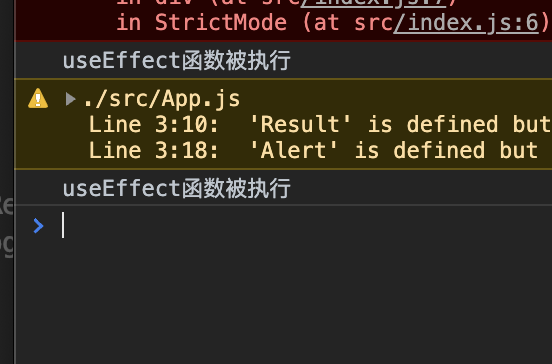 in div (at src/index.js:7)
in StrictMode (at src/index.js:6)
useEffect函数被执行
./src/App.js
Line 3:10:  'Result' is defined but
Line 3:18:  'Alert' is defined but
useEffect函数被执行